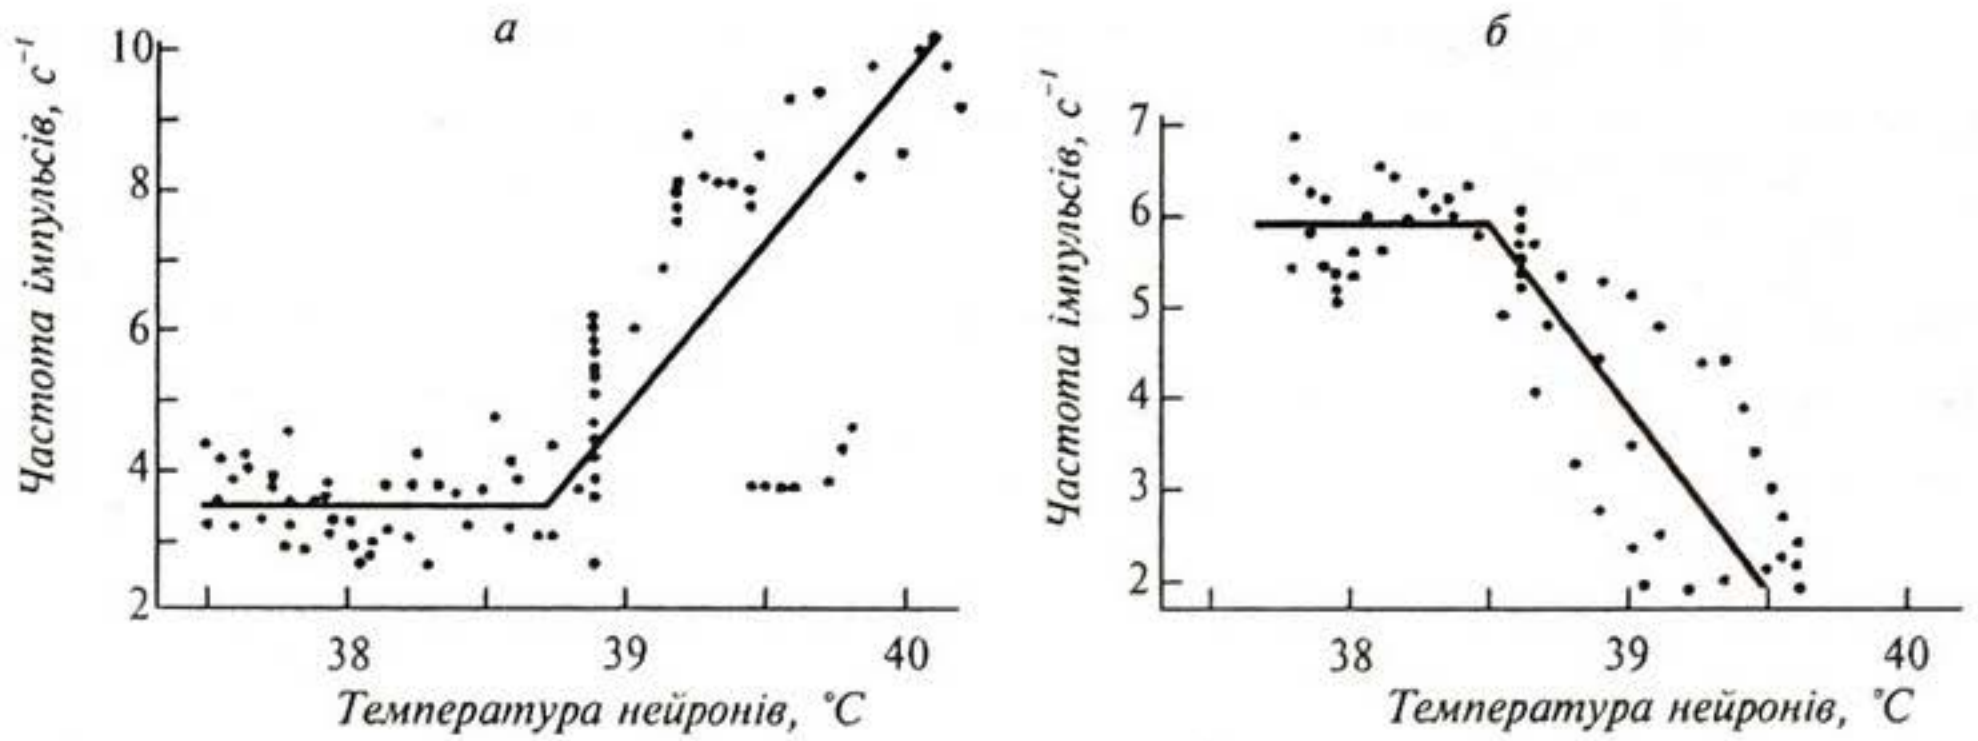 а
Частота імпульсів, с⁻¹
10
8
6
4
2
38 39 40
Температура нейронів, °С
б
Частота імпульсів, с⁻¹
7
6
5
4
3
2
38 39 40
Температура нейронів, °С